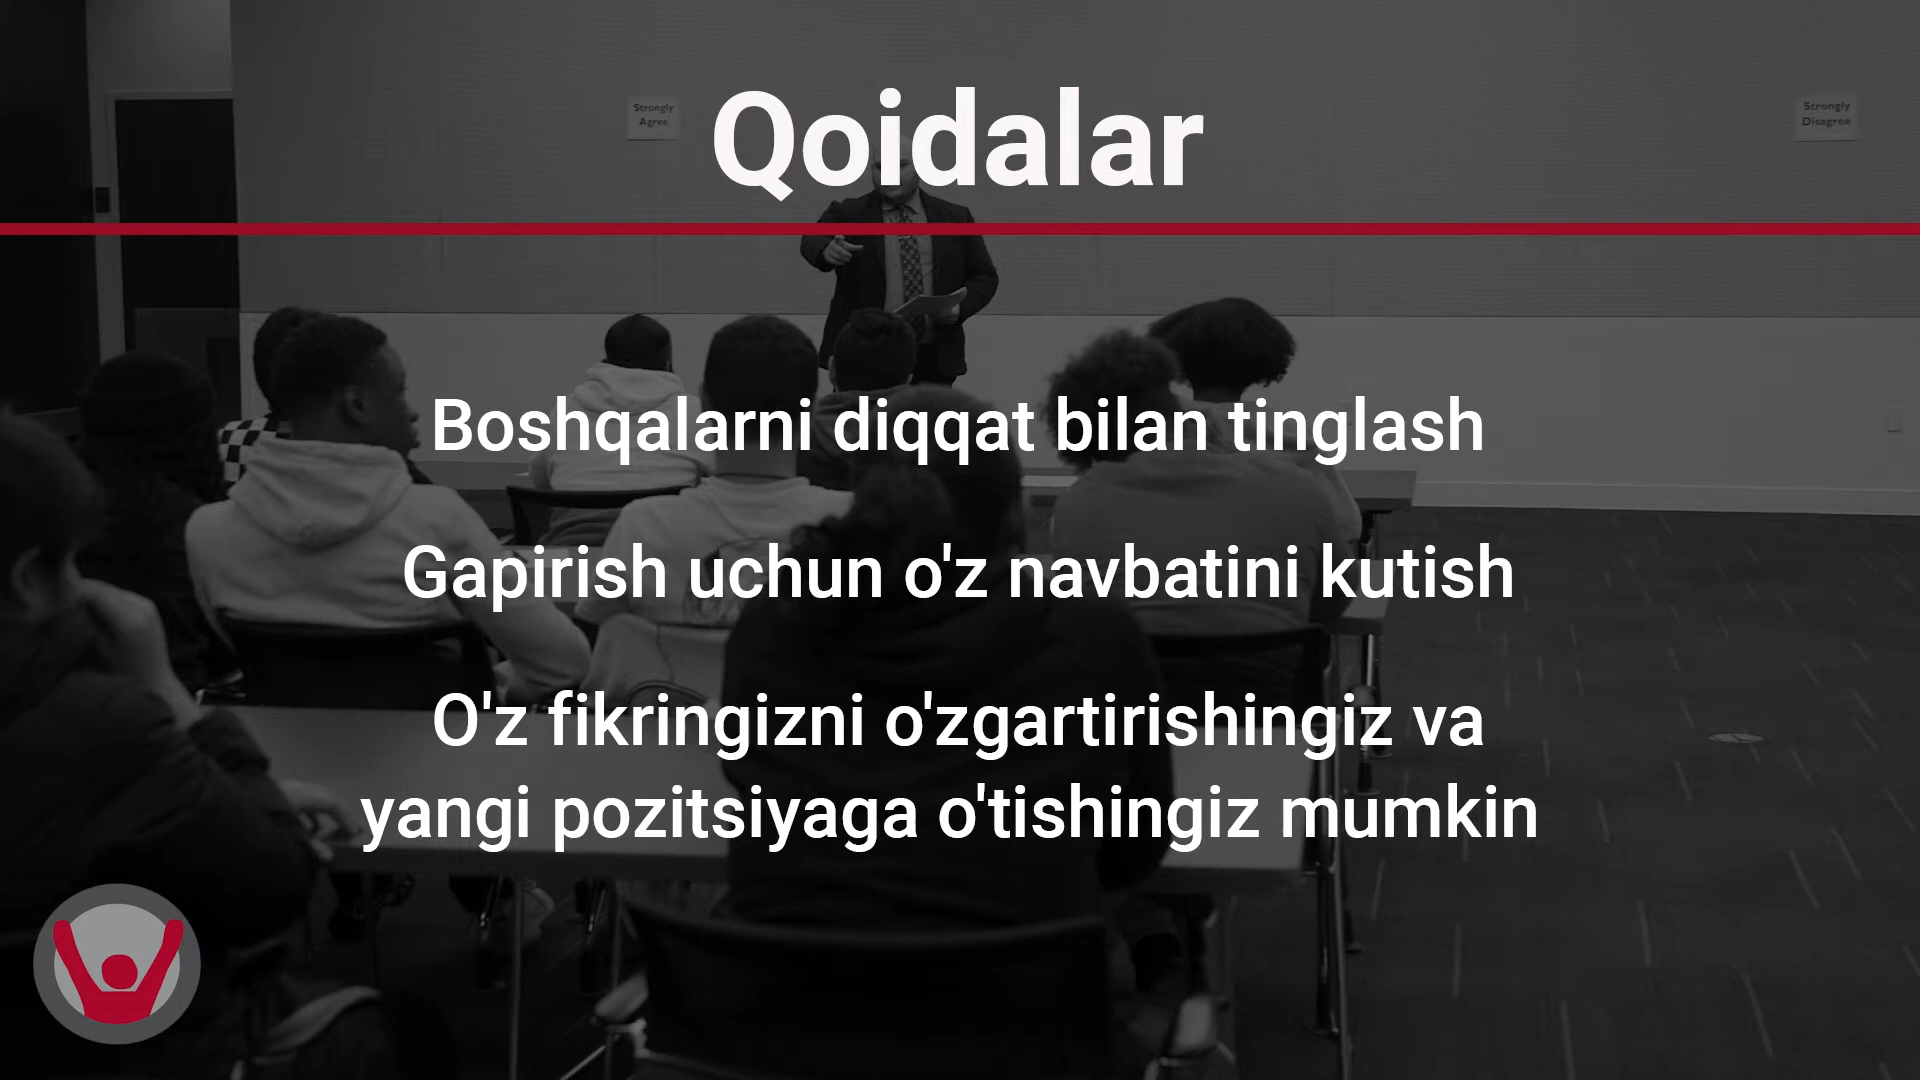 Qoidalar
Strongly
Agree
Strongly
Disagree
Boshqalarni diqqat bilan tinglash
Gapirish uchun o'z navbatini kutish
O'z fikringizni o'zgartirishingiz va
yangi pozitsiyaga o'tishingiz mumkin